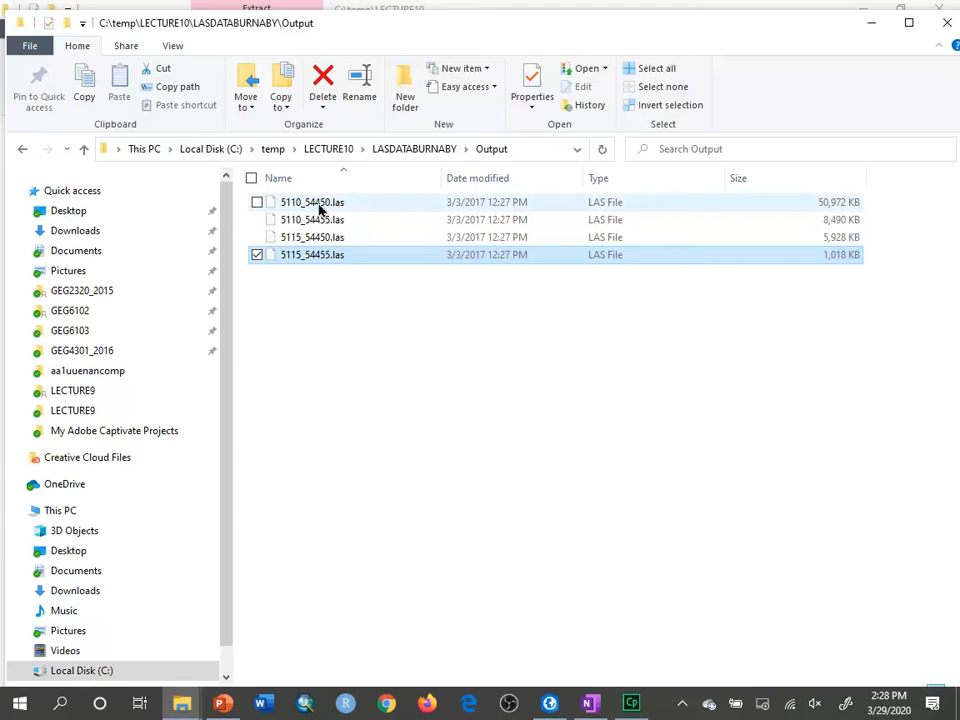 Extract
C:\temp\LECTURE10
C:\temp\LECTURE10\LASDATABURNABY\Output
File Home Share View
Pin to Quick access
Copy
Paste
Cut
Copy path
Paste shortcut
Clipboard
Move to
Copy to
Delete
Rename
Organize
New folder
New item
Easy access
New
Properties
Open
Edit
History
Open
Select all
Select none
Invert selection
Select
This PC > Local Disk (C:) > temp > LECTURE10 > LASDATABURNABY > Output
Search Output
Name Date modified Type Size
5110_54450.las 3/3/2017 12:27 PM LAS File 50,972 KB
5110_54455.las 3/3/2017 12:27 PM LAS File 8,490 KB
5115_54450.las 3/3/2017 12:27 PM LAS File 5,928 KB
5115_54455.las 3/3/2017 12:27 PM LAS File 1,018 KB
Quick access
Desktop
Downloads
Documents
Pictures
GEG2320_2015
GEG6102
GEG6103
GEG4301_2016
aa1uuenancomp
LECTURE9
LECTURE9
My Adobe Captivate Projects
Creative Cloud Files
OneDrive
This PC
3D Objects
Desktop
Documents
Downloads
Music
Pictures
Videos
Local Disk (C:)
2:28 PM
3/29/2020